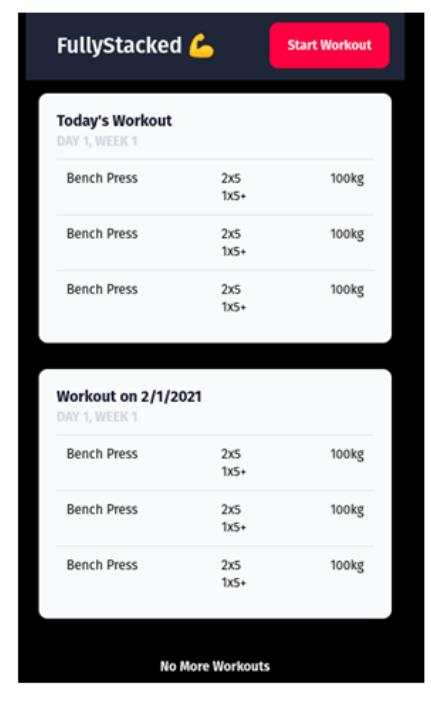 FullyStacked 💪
Start Workout
Today's Workout
DAY 1, WEEK 1
Bench Press 2x5 100kg
1x5+
Bench Press 2x5 100kg
1x5+
Bench Press 2x5 100kg
1x5+
Workout on 2/1/2021
DAY 1, WEEK 1
Bench Press 2x5 100kg
1x5+
Bench Press 2x5 100kg
1x5+
Bench Press 2x5 100kg
1x5+
No More Workouts